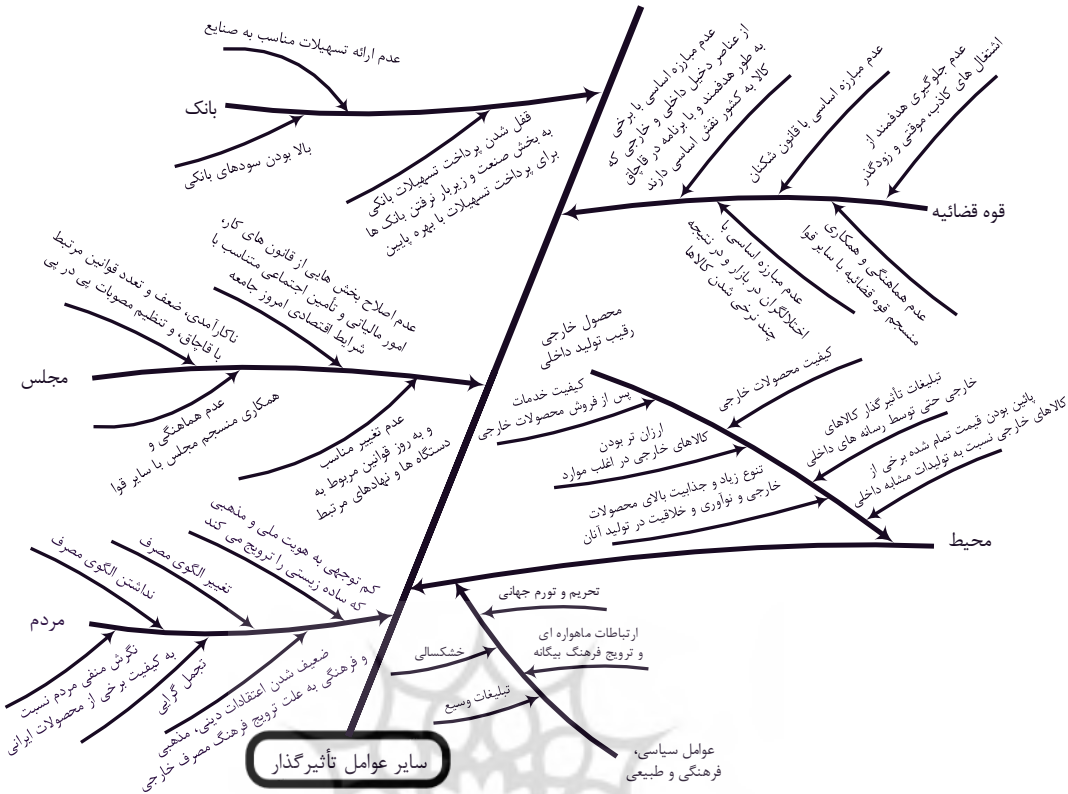 عدم ارائه تسهیلات مناسب به صنایع
بانک
بالا بودن سودهای بانکی
قفل شدن پرداخت تسهیلات بانکی
به بخش صنعت و زیربار نرفتن بانک ها
برای پرداخت تسهیلات با بهره پایین
عدم مبارزه اساسی با برخی
از عناصر دخیل داخلی و خارجی که
به طور هدفمند و با برنامه در قاچاق
کالا به کشور نقش اساسی دارند
عدم مبارزه اساسی با قانون شکنان
عدم جلوگیری هدفمند از
اشتغال های کاذب، موقتی و زودگذر
قوه قضائیه
عدم مبارزه اساسی با
اختلالگران در بازار و در نتیجه
چند نرخی شدن کالاها
عدم هماهنگی و همکاری
منسجم قوه قضائیه با سایر قوا
ناکارآمدی، ضعف و تعدد قوانین مرتبط
با قاچاق، و تنظیم مصوبات پی در پی
عدم اصلاح بخش هایی از قانون های کار،
امور مالیاتی و تأمین اجتماعی متناسب با
شرایط اقتصادی امروز جامعه
مجلس
عدم هماهنگی و
همکاری منسجم مجلس با سایر قوا
عدم تغییر مناسب
و به روز قوانین مربوط به
دستگاه ها و نهادهای مرتبط
محصول خارجی
رقیب تولید داخلی
کیفیت محصولات خارجی
تبلیغات تأثیرگذار کالاهای
خارجی حتی توسط رسانه های داخلی
پائین بودن قیمت تمام شده برخی از
کالاهای خارجی نسبت به تولیدات مشابه داخلی
کیفیت خدمات
پس از فروش محصولات خارجی
ارزان تر بودن
کالاهای خارجی در اغلب موارد
تنوع زیاد و جذابیت بالای محصولات
خارجی و نوآوری و خلاقیت در تولید آنان
محیط
نداشتن الگوی مصرف
تغییر الگوی مصرف
کم توجهی به هویت ملی و مذهبی
که ساده زیستی را ترویج می کند
مردم
نگرش منفی مردم نسبت
به کیفیت برخی از محصولات ایرانی
تجمل گرایی
ضعیف شدن اعتقادات دینی، مذهبی
و فرهنگی به علت ترویج فرهنگ مصرف خارجی
تحریم و تورم جهانی
ارتباطات ماهواره ای
و ترویج فرهنگ بیگانه
خشکسالی
تبلیغات وسیع
عوامل سیاسی،
فرهنگی و طبیعی
سایر عوامل تأثیرگذار